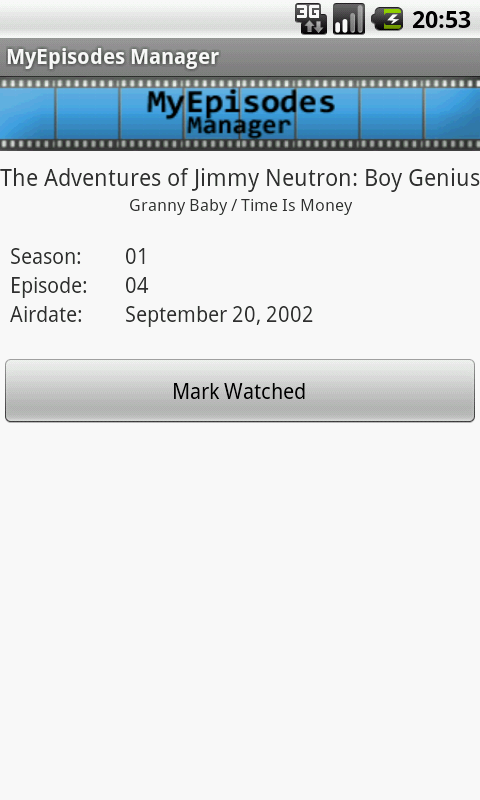 3G 20:53
MyEpisodes Manager
MyEpisodes
Manager
The Adventures of Jimmy Neutron: Boy Genius
Granny Baby / Time Is Money
Season: 01
Episode: 04
Airdate: September 20, 2002
Mark Watched